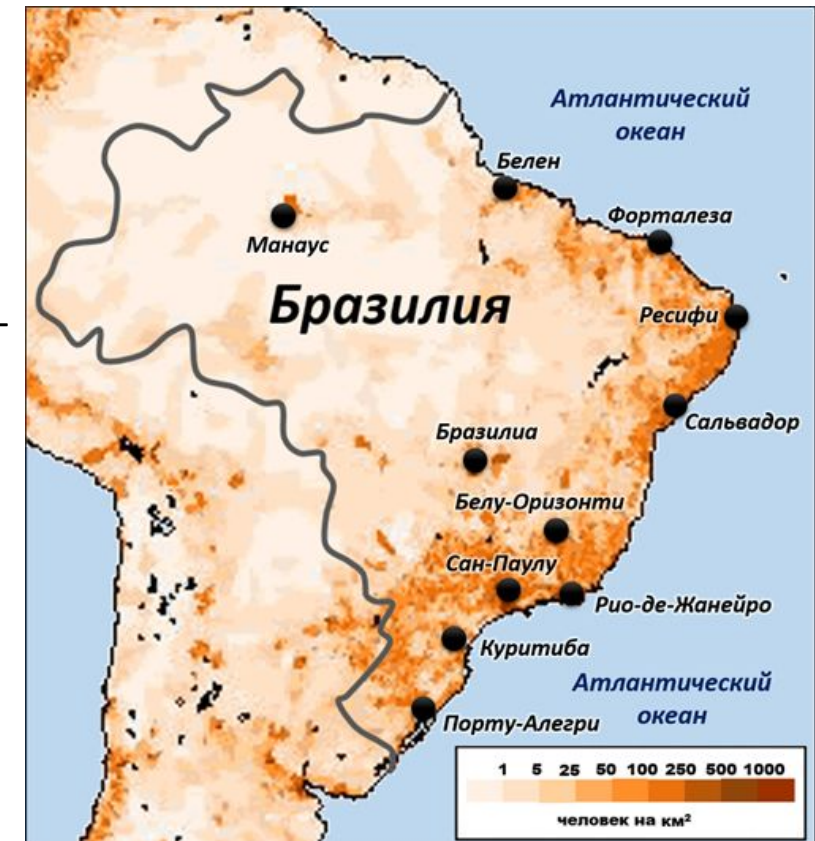 Атлантический
океан
Белен
Форталеза
Манаус
Бразилия
Ресифи
Сальвадор
Бразилиа
Белу-Оризонти
Сан-Паулу
Рио-де-Жанейро
Куритиба
Атлантический
океан
Порту-Алегри
1 5 25 50 100 250 500 1000
человек на км²